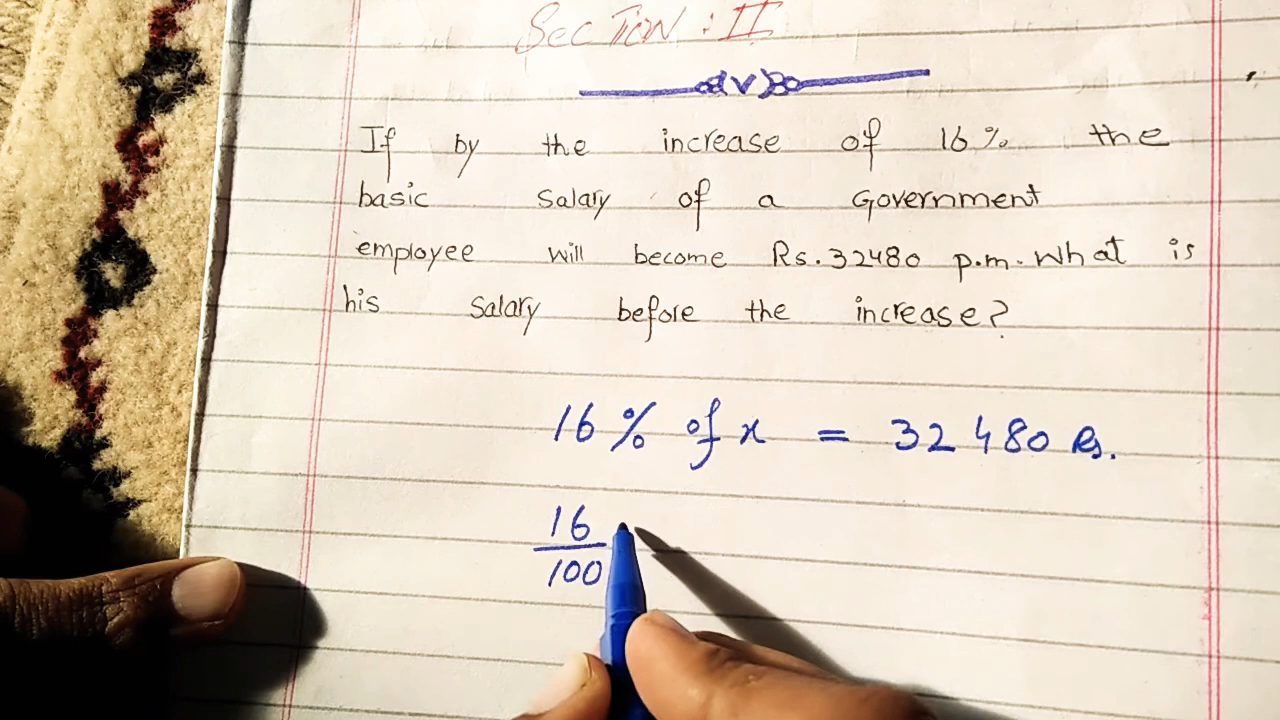 Section : II
(V)
If by the increase of 16% the
basic salary of a Government
employee will become Rs. 32480 p.m. What is
his salary before the increase?
16% of x = 32480 Rs.
16
100